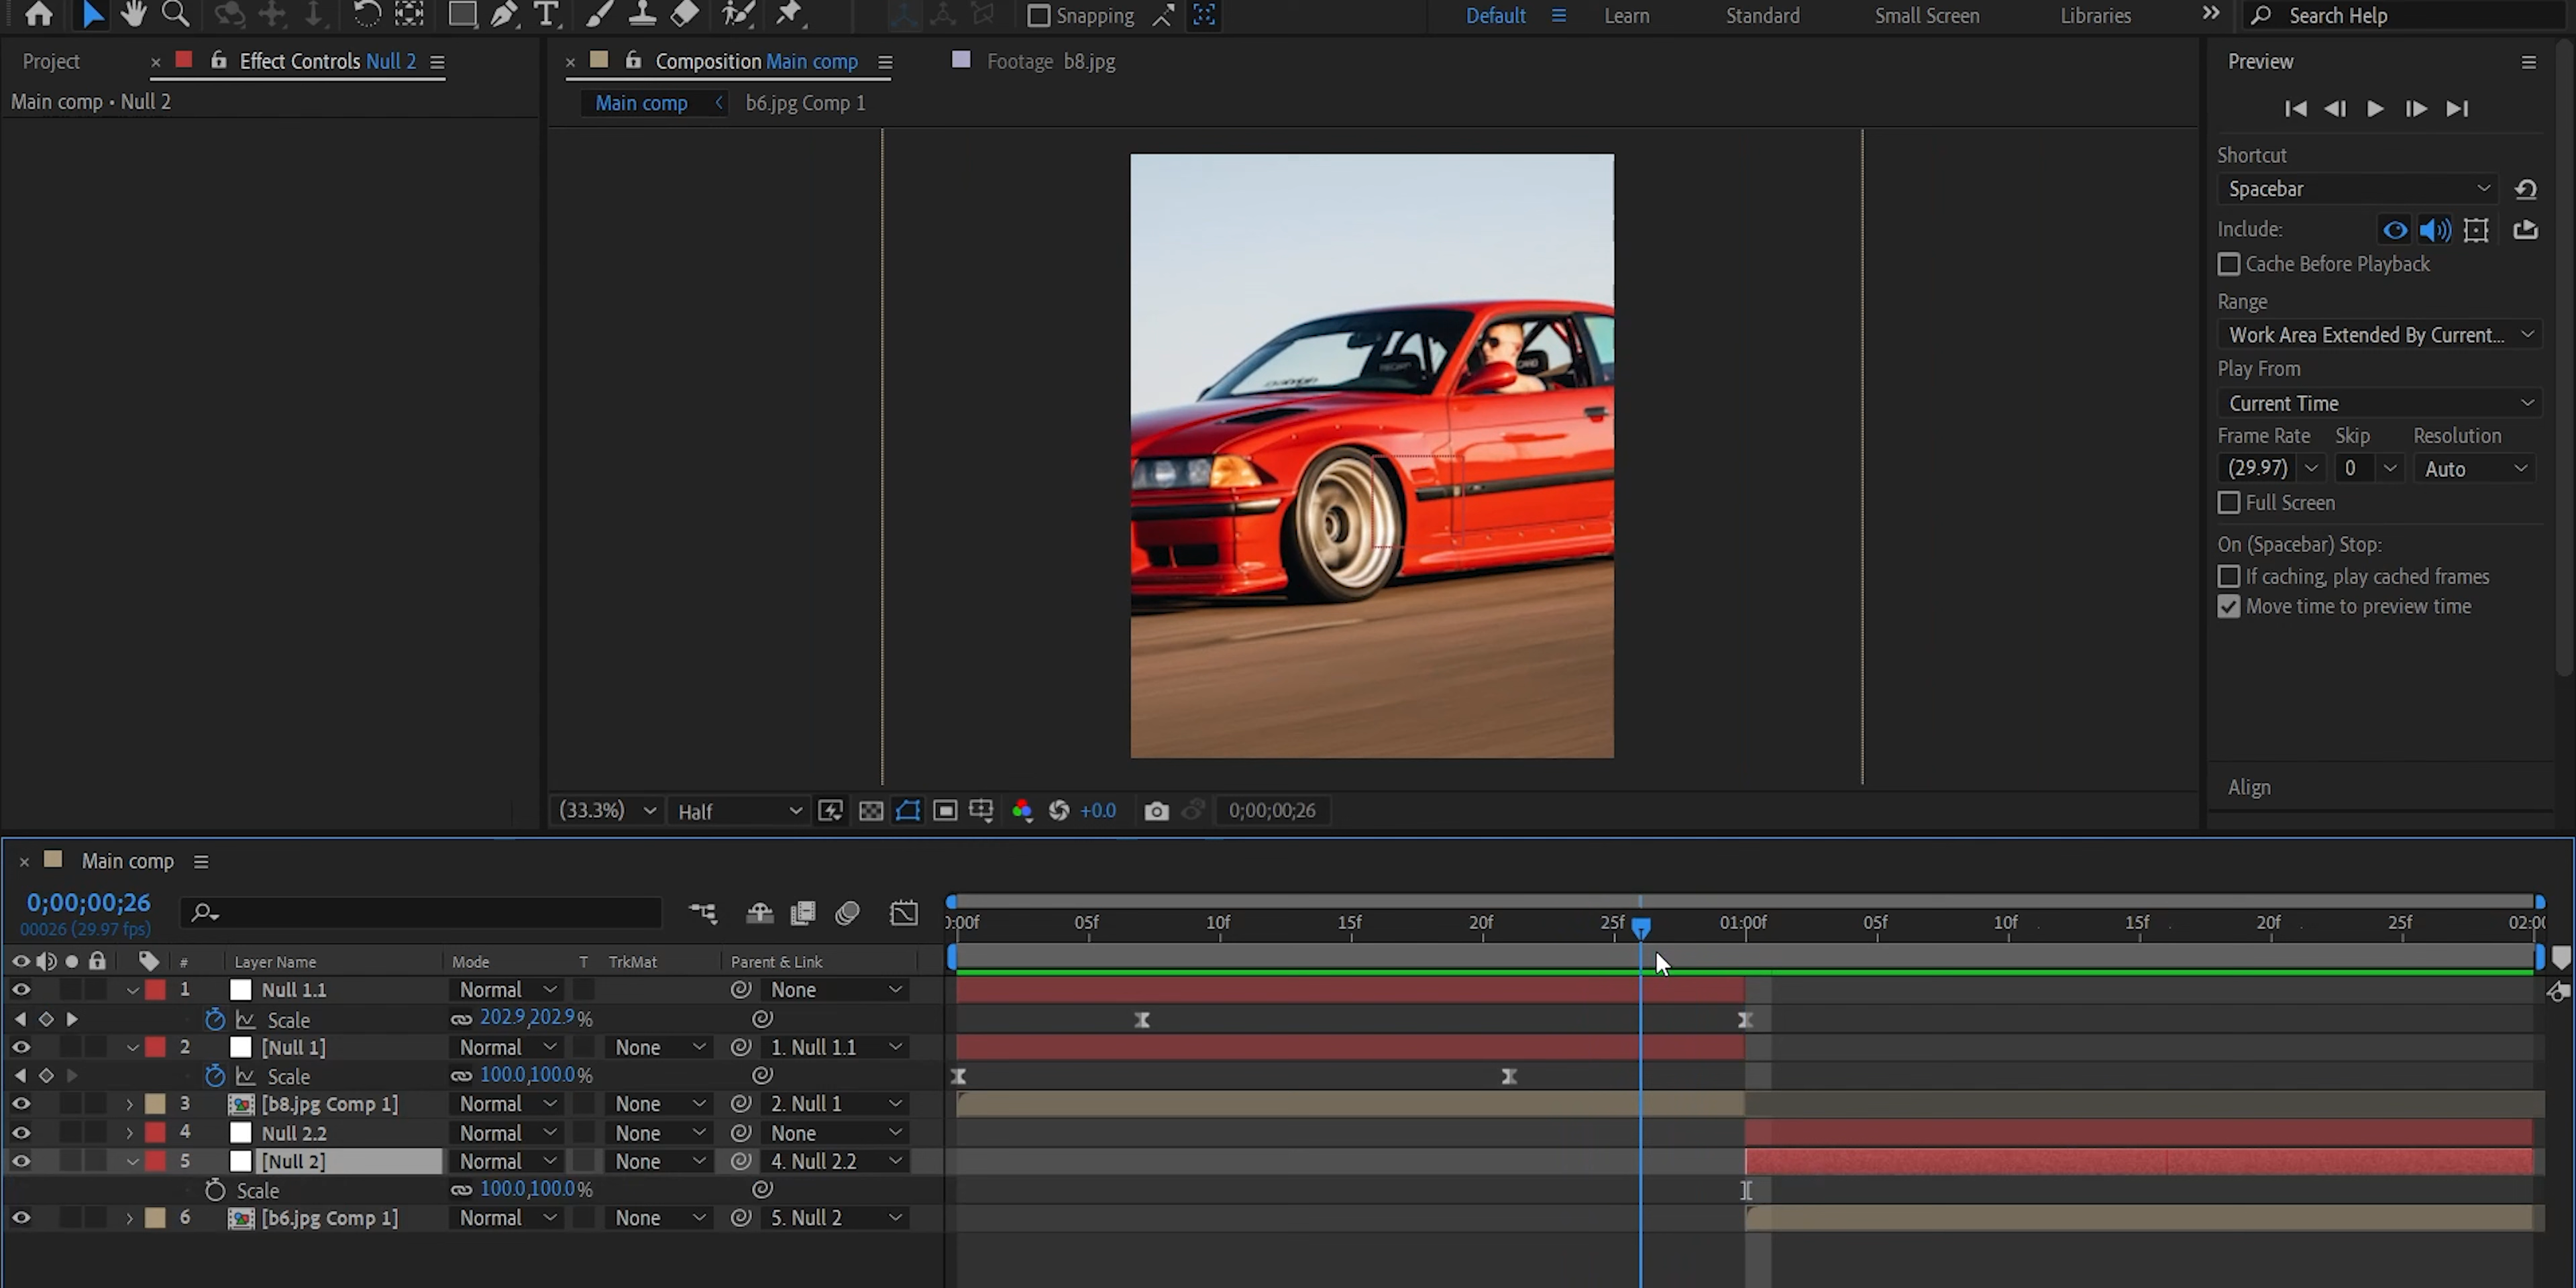 Snapping
Default
Learn
Standard
Small Screen
Libraries
Search Help
Project
Effect Controls Null 2
Composition Main comp
Footage b8.jpg
Preview
Main comp • Null 2
Main comp
b6.jpg Comp 1
Shortcut
Spacebar
Include:
Cache Before Playback
Range
Work Area Extended By Current...
Play From
Current Time
Frame Rate Skip Resolution
(29.97) 0 Auto
Full Screen
On (Spacebar) Stop:
If caching, play cached frames
Move time to preview time
Align
(33.3%) Half +0.0 0;00;00;26
Main comp
0;00;00;26
00026 (29.97 fps)
0:00f 05f 10f 15f 20f 25f 01:00f 05f 10f 15f 20f 25f 02:0
# Layer Name Mode T TrkMat Parent & Link
1 Null 1.1 Normal None
Scale 202.9,202.9%
2 [Null 1] Normal None 1. Null 1.1
Scale 100.0,100.0%
3 [b8.jpg Comp 1] Normal None 2. Null 1
4 Null 2.2 Normal None None
5 [Null 2] Normal None 4. Null 2.2
Scale 100.0,100.0%
6 [b6.jpg Comp 1] Normal None 5. Null 2